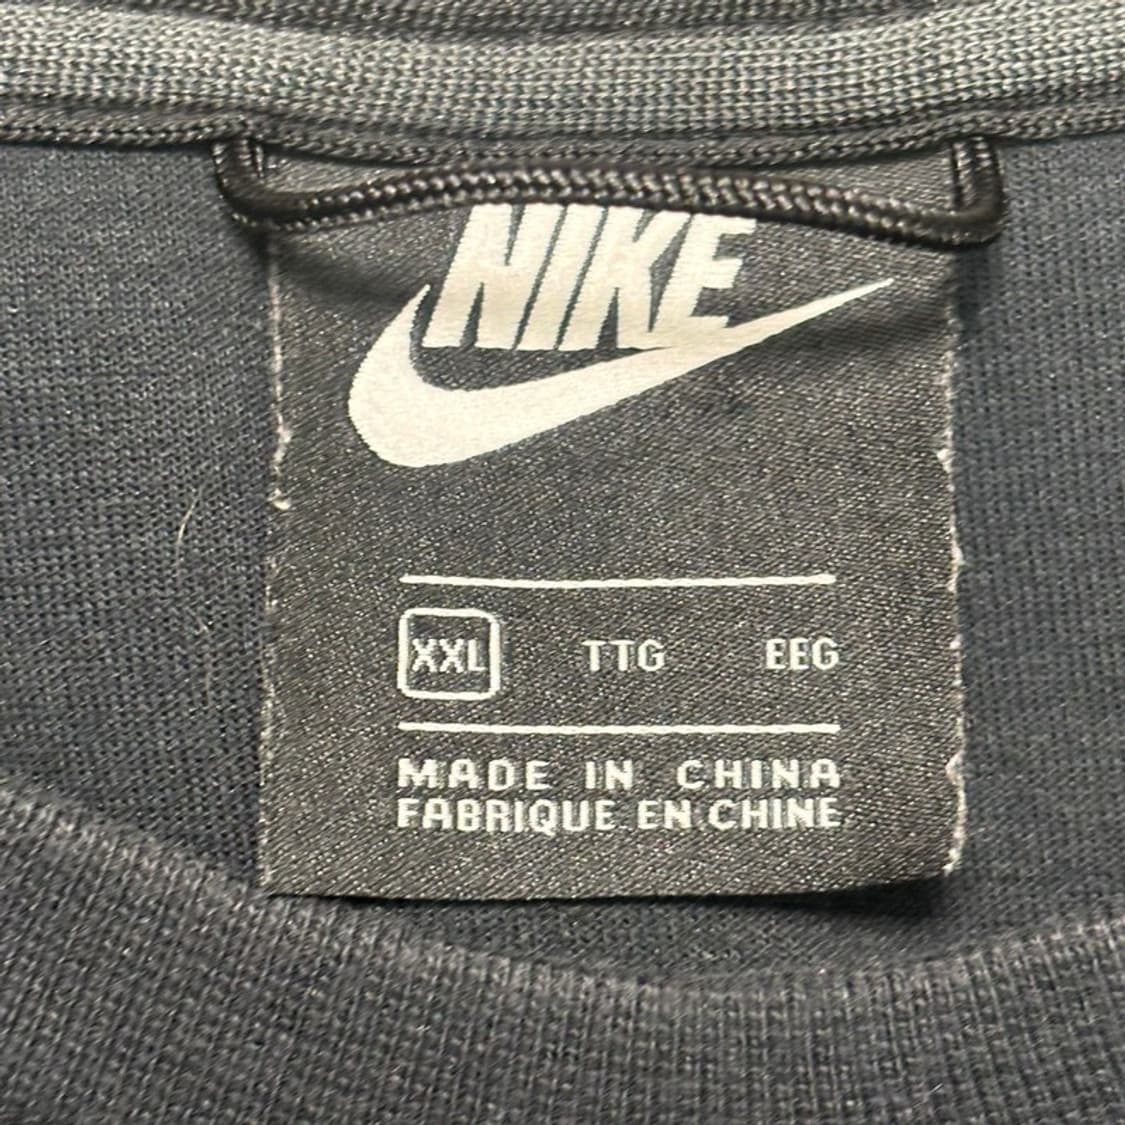 NIKE
XXL TTG EEG
MADE IN CHINA
FABRIQUE EN CHINE